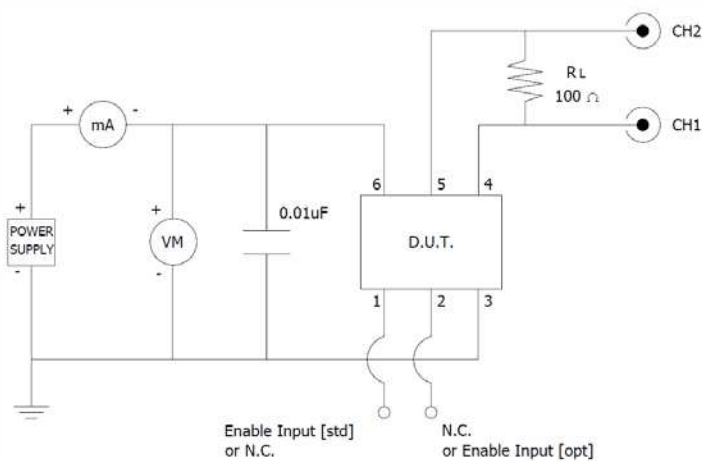 CH2
RL
100 Ω
CH1
+ mA -
6 5 4
+
POWER
SUPPLY
-
+
VM
-
0.01uF
D.U.T.
1 2 3
Enable Input [std]
or N.C.
N.C.
or Enable Input [opt]